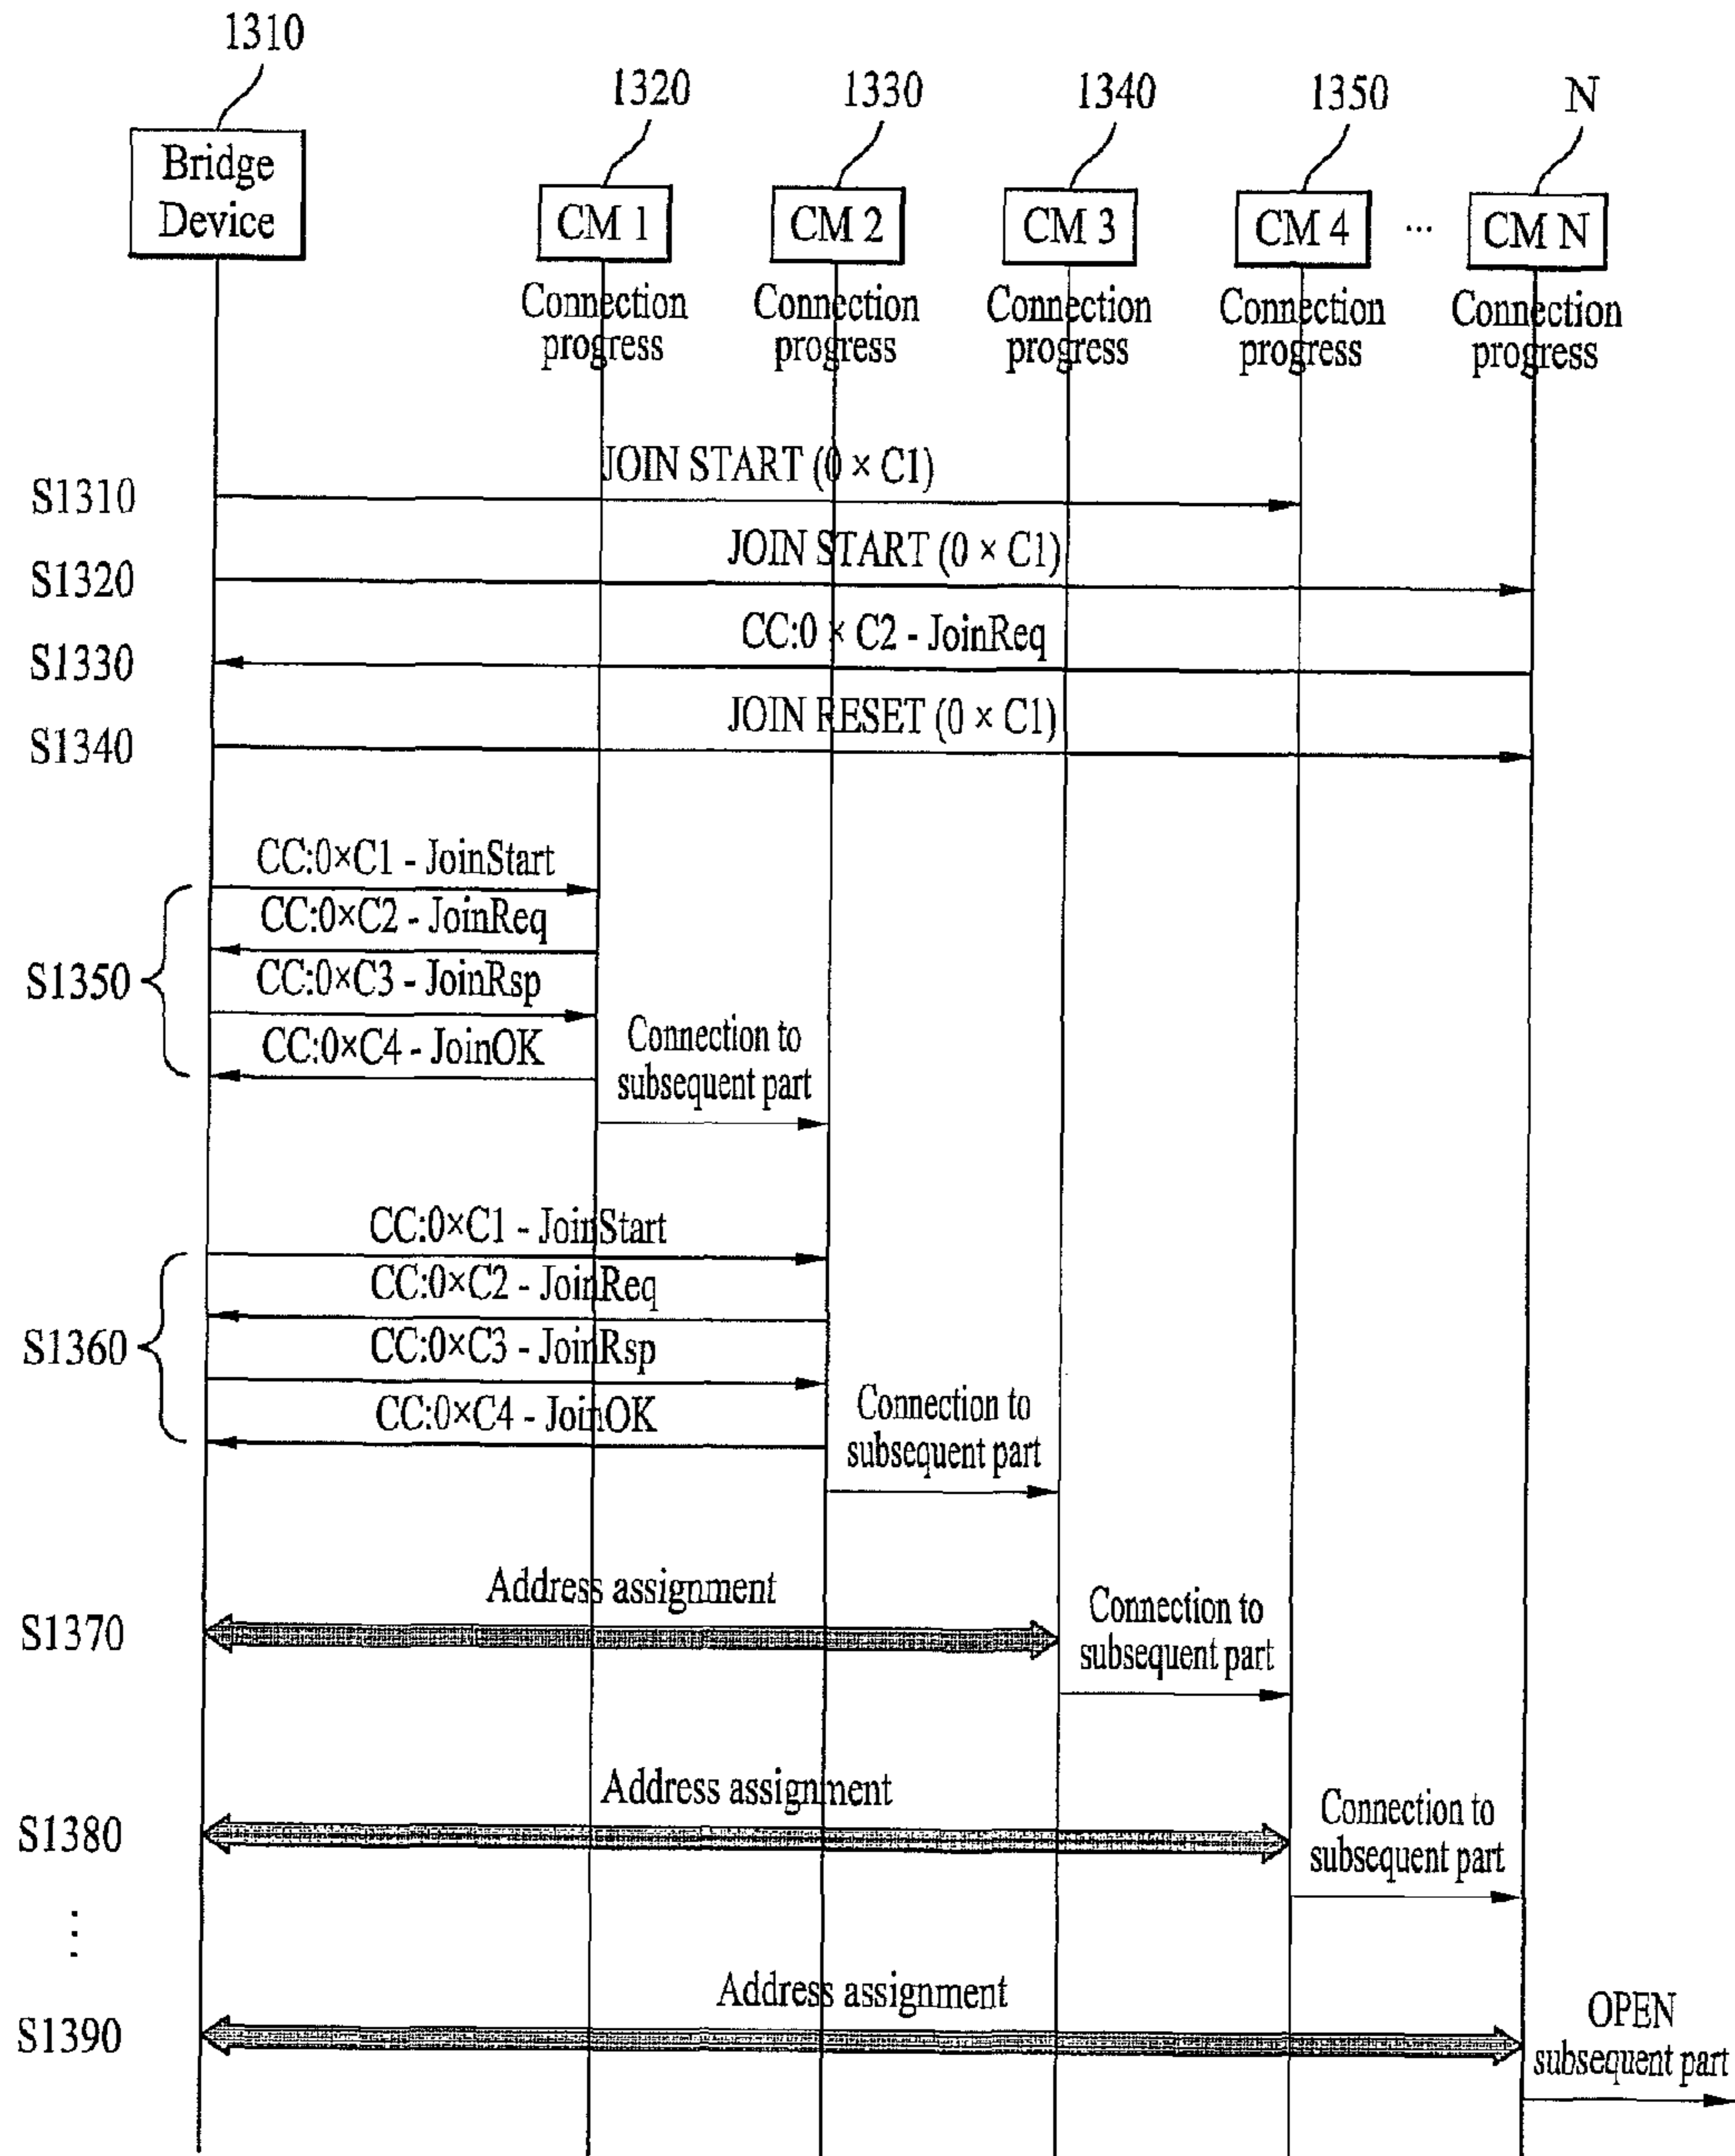 1310
1320
1330
1340
1350
N
Bridge
Device
CM 1
CM 2
CM 3
CM 4
...
CM N
Connection
progress
Connection
progress
Connection
progress
Connection
progress
Connection
progress
JOIN START (0 × C1)
S1310
JOIN START (0 × C1)
S1320
CC:0 × C2 - JoinReq
S1330
JOIN RESET (0 × C1)
S1340
CC:0×C1 - JoinStart
CC:0×C2 - JoinReq
S1350
CC:0×C3 - JoinRsp
CC:0×C4 - JoinOK
Connection to
subsequent part
CC:0×C1 - JoinStart
CC:0×C2 - JoinReq
S1360
CC:0×C3 - JoinRsp
CC:0×C4 - JoinOK
Connection to
subsequent part
Address assignment
S1370
Connection to
subsequent part
Address assignment
S1380
Connection to
subsequent part
Address assignment
S1390
OPEN
subsequent part